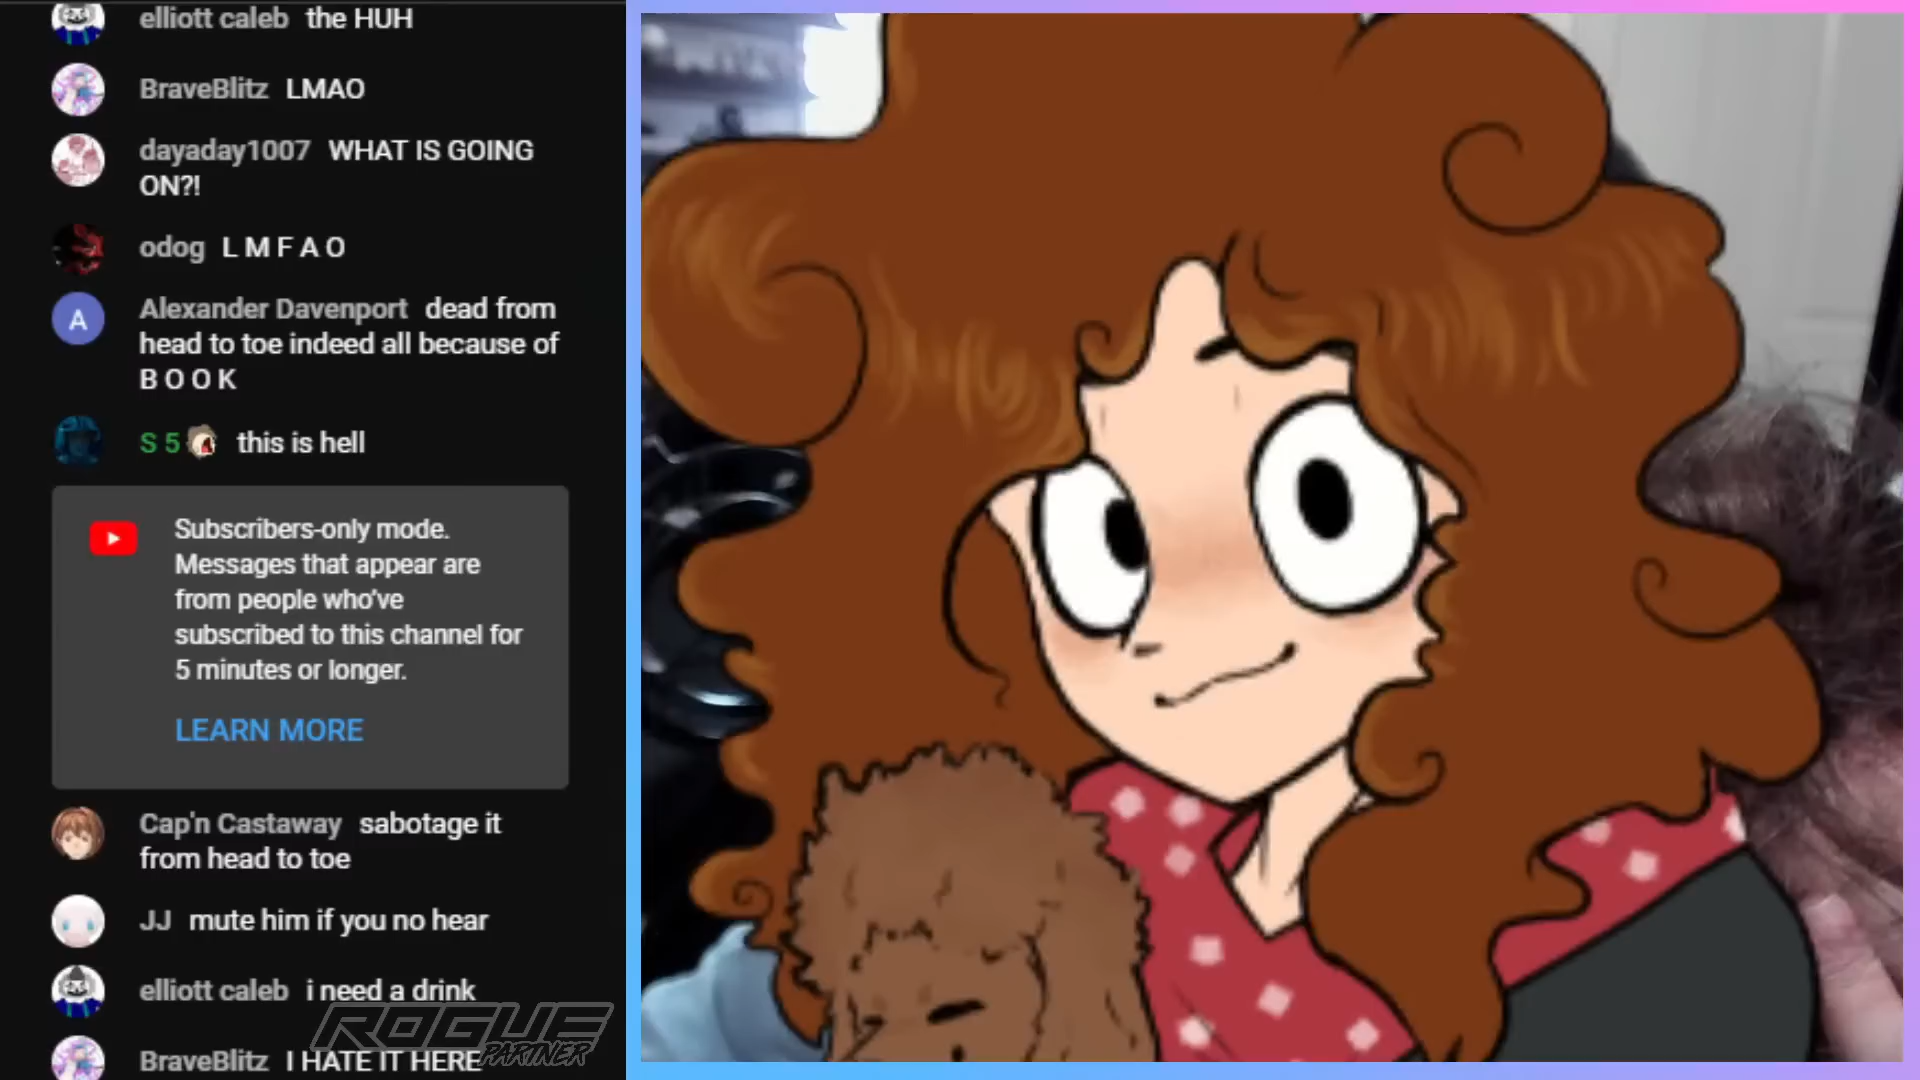 elliott caleb the HUH
BraveBlitz LMAO
dayaday1007 WHAT IS GOING
ON?!
odog L M F A O
A
Alexander Davenport dead from
head to toe indeed all because of
B O O K
S 5 this is hell
Subscribers-only mode.
Messages that appear are
from people who've
subscribed to this channel for
5 minutes or longer.
LEARN MORE
Cap'n Castaway sabotage it
from head to toe
JJ mute him if you no hear
elliott caleb i need a drink
ROGUE
PARTNER
BraveBlitz I HATE IT HERE